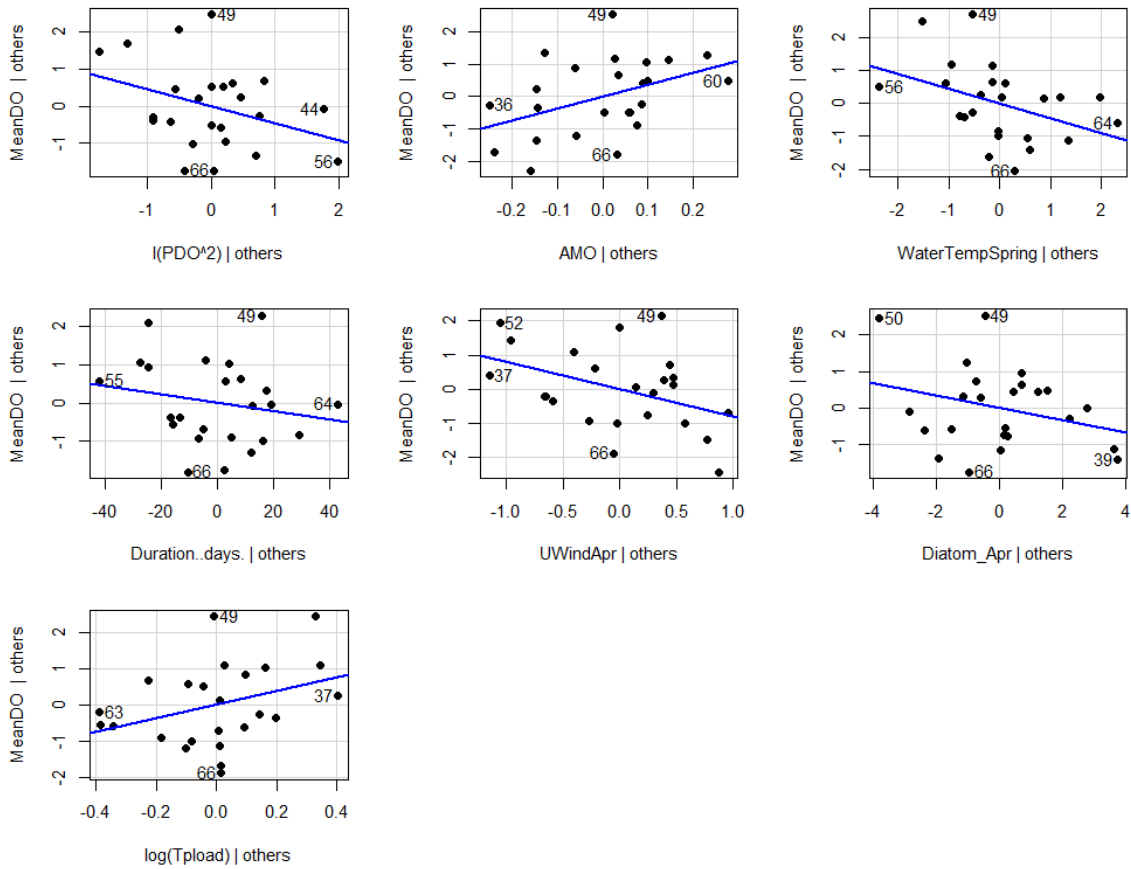 49
44
56
66
2
1
0
-1
MeanDO | others
-1 0 1 2
I(PDO^2) | others
49
60
36
66
2
1
0
-1
-2
MeanDO | others
-0.2 -0.1 0.0 0.1 0.2
AMO | others
49
56
64
66
2
1
0
-1
-2
MeanDO | others
-2 -1 0 1 2
WaterTempSpring | others
49
55
64
66
2
1
0
-1
MeanDO | others
-40 -20 0 20 40
Duration..days. | others
52
49
37
66
2
1
0
-1
-2
MeanDO | others
-1.0 -0.5 0.0 0.5 1.0
UWindApr | others
50
49
39
66
2
1
0
-1
MeanDO | others
-4 -2 0 2 4
Diatom_Apr | others
49
37
63
66
2
1
0
-1
-2
MeanDO | others
-0.4 -0.2 0.0 0.2 0.4
log(Tpload) | others